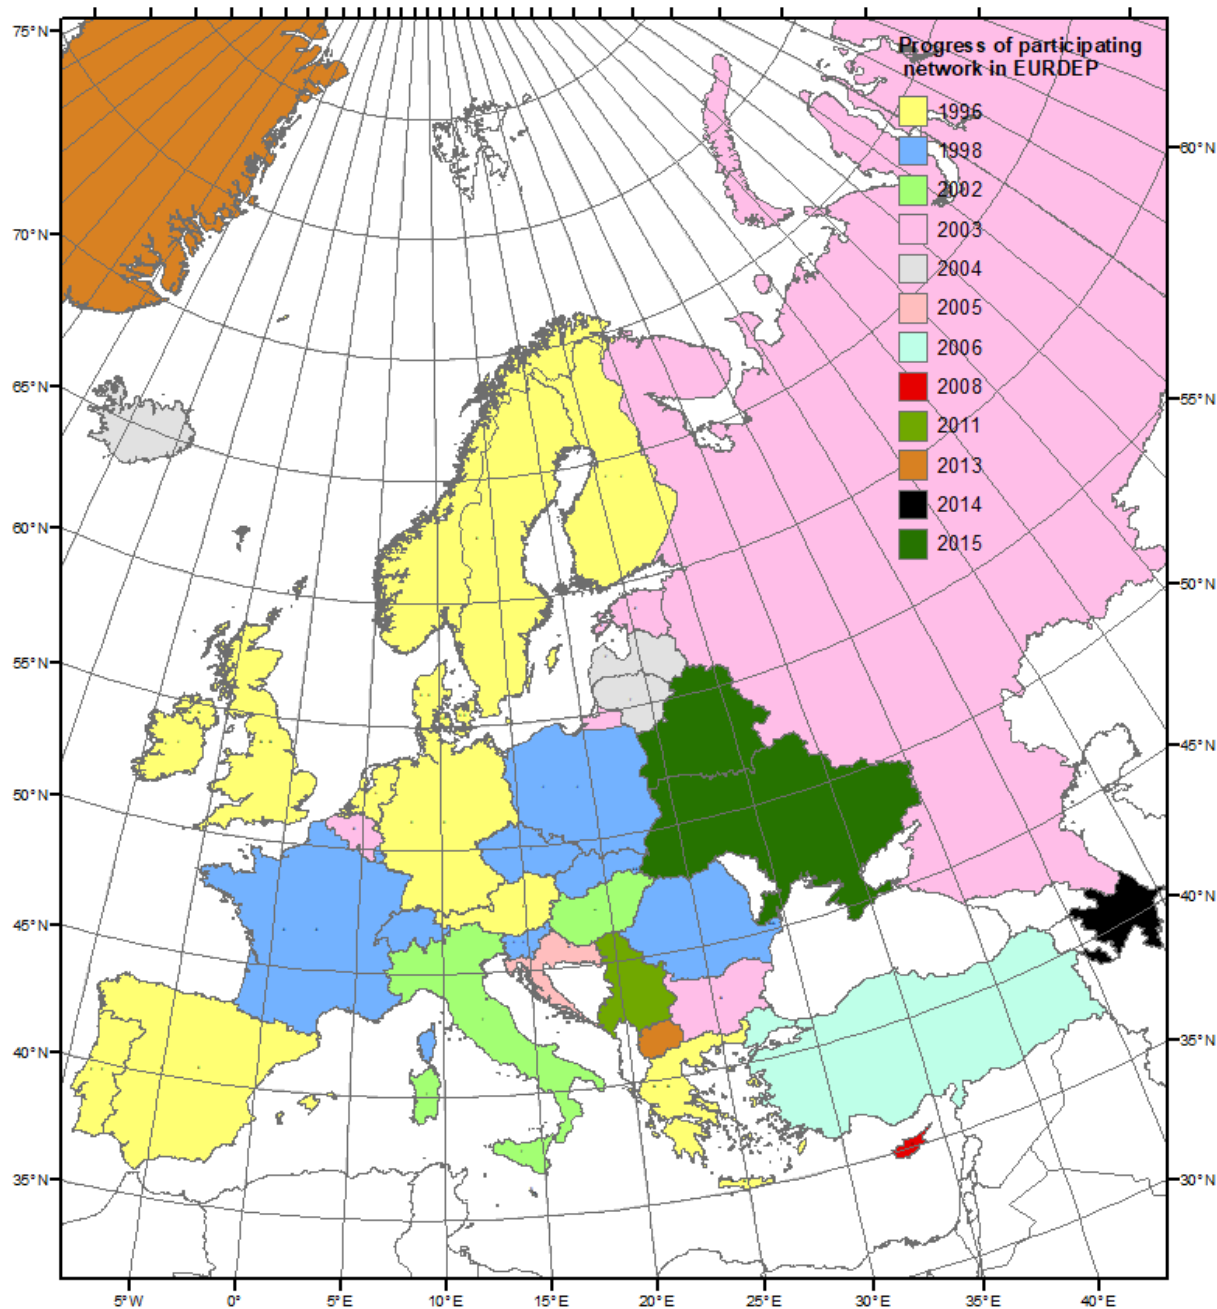 Progress of participating
network in EURDEP
1996
1998
2002
2003
2004
2005
2006
2008
2011
2013
2014
2015
75°N
70°N
65°N
60°N
55°N
50°N
45°N
40°N
35°N
60°N
55°N
50°N
45°N
40°N
35°N
30°N
5°W
0°
5°E
10°E
15°E
20°E
25°E
30°E
35°E
40°E